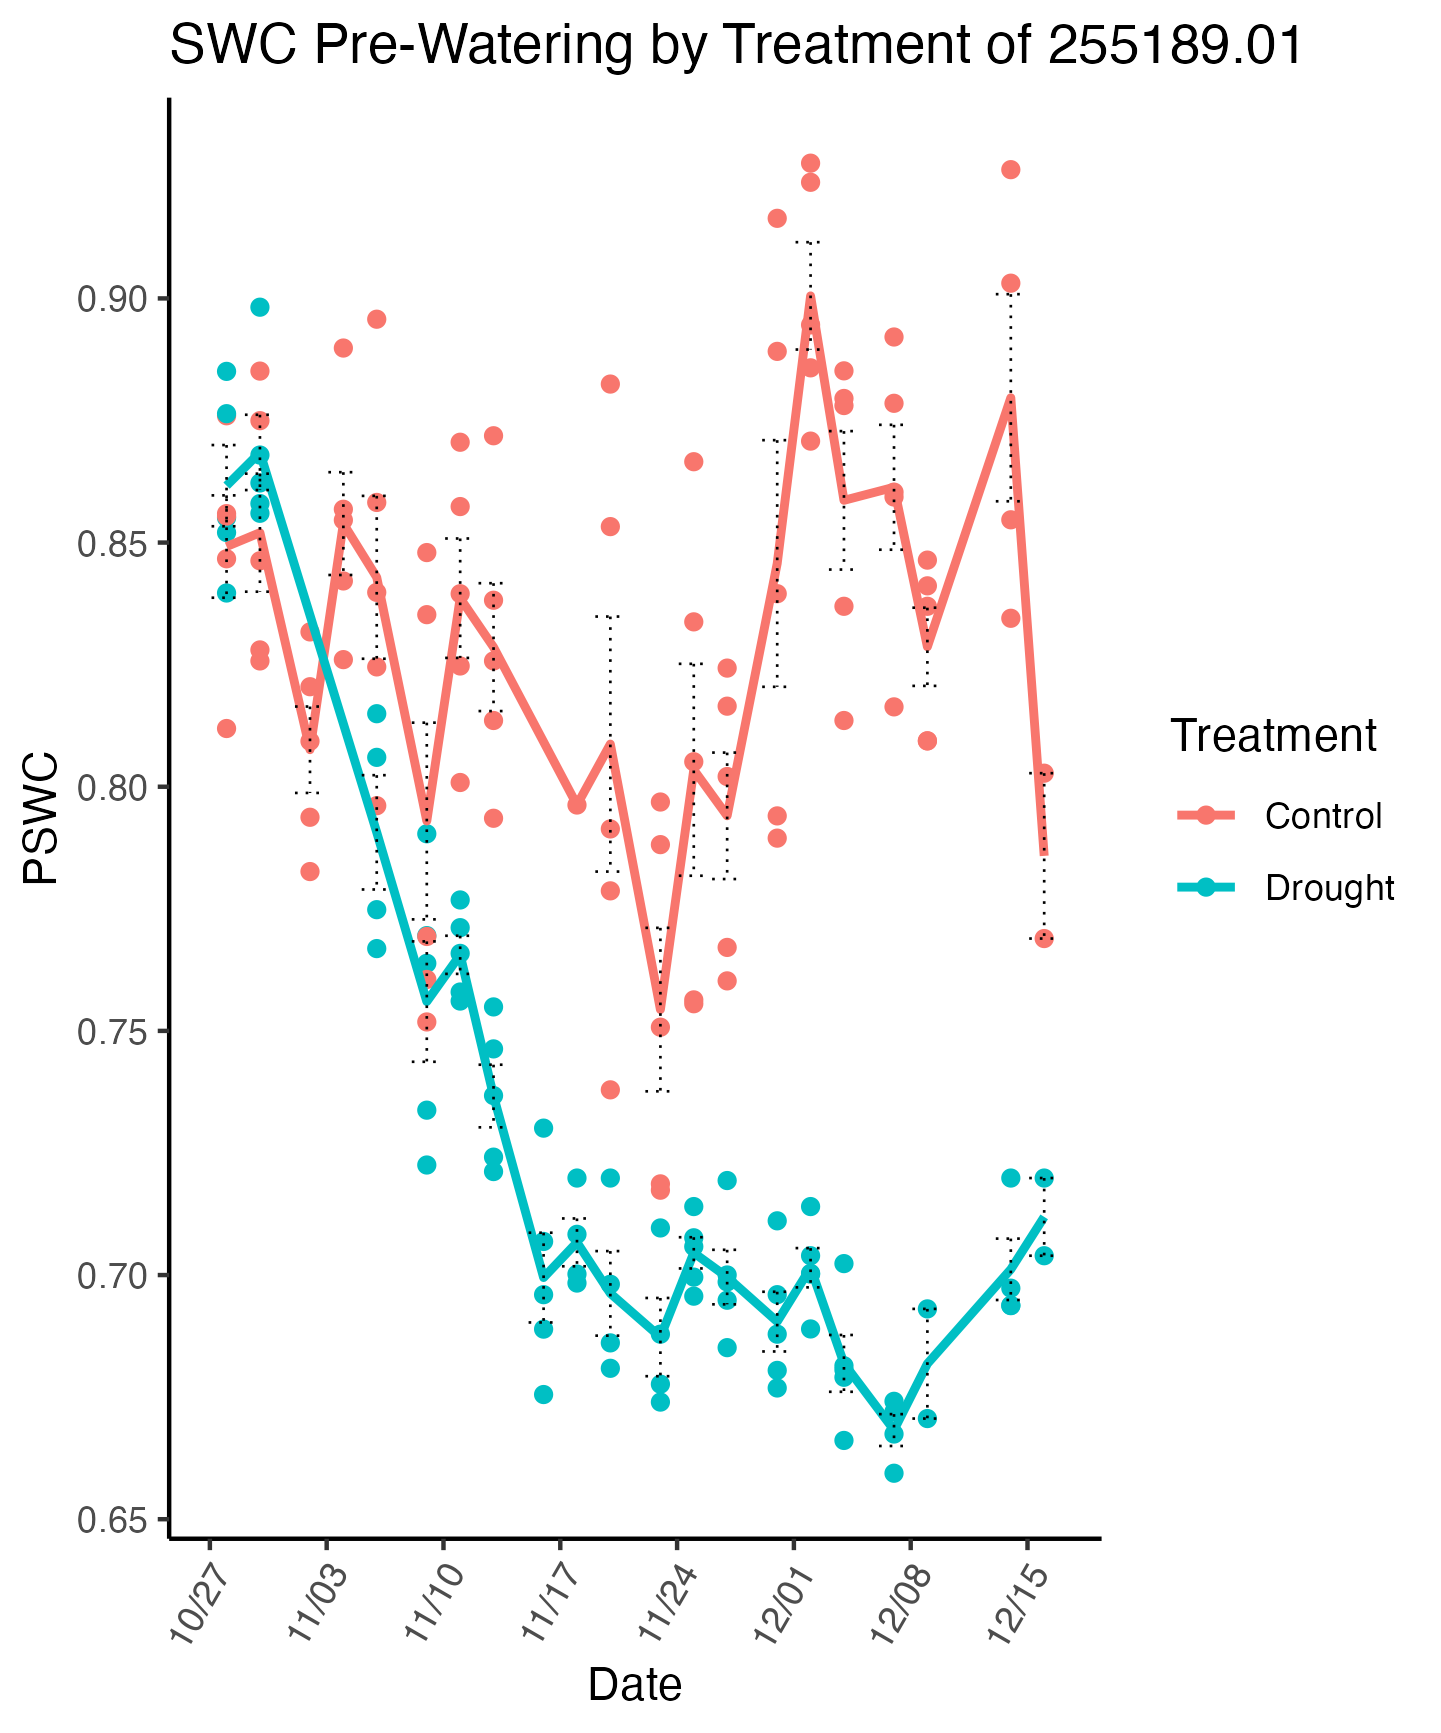 SWC Pre-Watering by Treatment of 255189.01
PSWC
0.90
0.85
0.80
0.75
0.70
0.65
10/27
11/03
11/10
11/17
11/24
12/01
12/08
12/15
Date
Treatment
Control
Drought